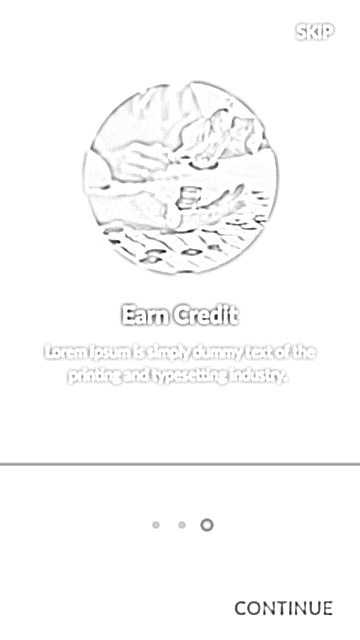 SKIP
Earn Credit
Lorem Ipsum is simply dummy text of the
printing and typesetting industry.
CONTINUE